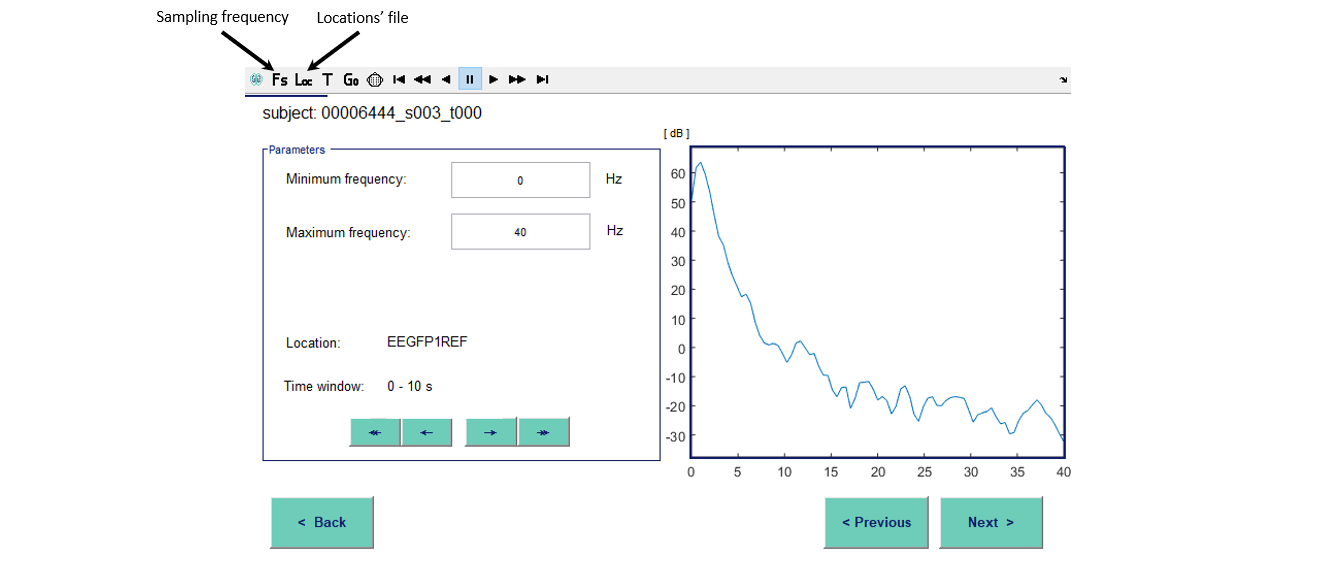 Sampling frequency Locations' file
Fs Loc T Go
subject: 00006444_s003_t000
[ dB ]
Parameters
Minimum frequency: 0 Hz
Maximum frequency: 40 Hz
Location: EEGFP1REF
Time window: 0 - 10 s
60
50
40
30
20
10
0
-10
-20
-30
0 5 10 15 20 25 30 35 40
< Back < Previous Next >